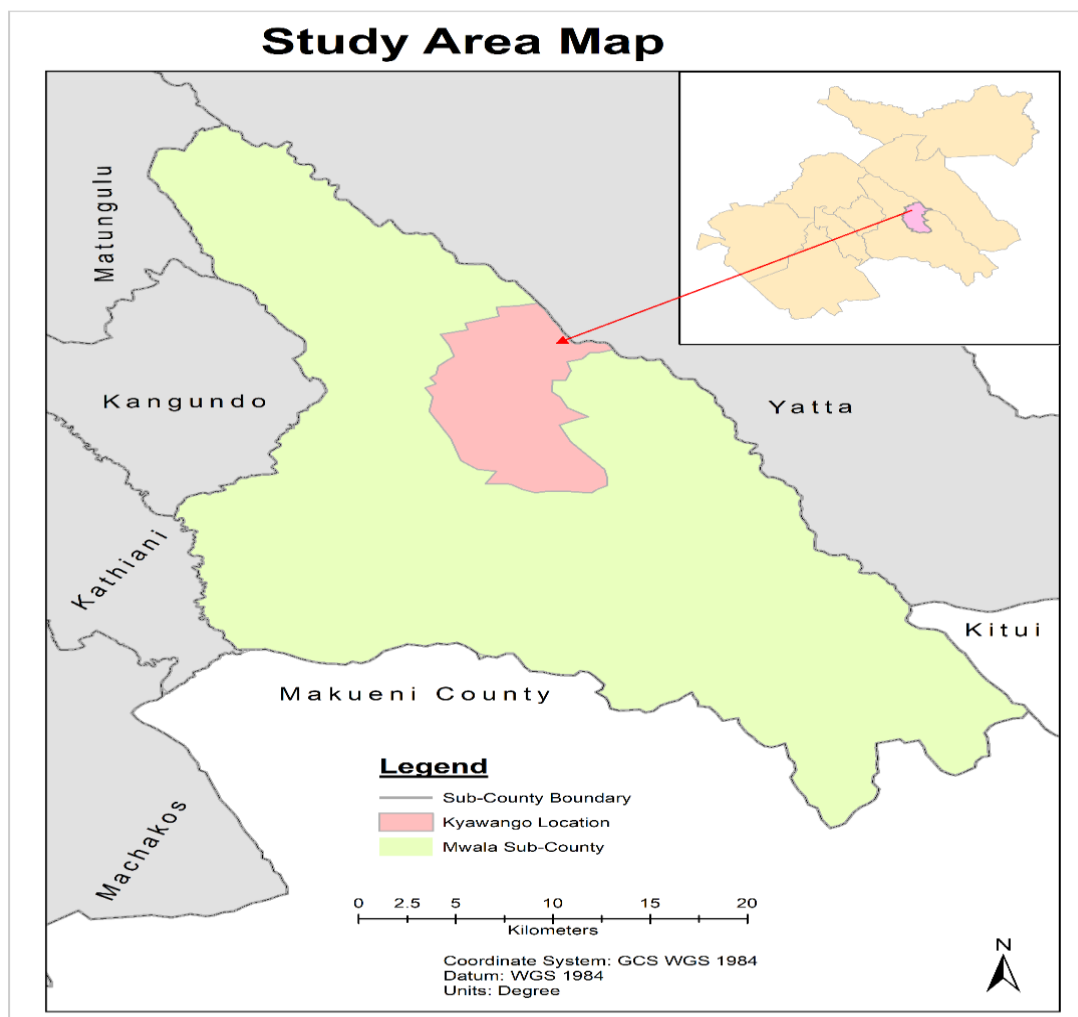 Study Area Map
Matungulu
Kangundo
Yatta
Kathiani
Kitui
Makueni County
Machakos
Legend
Sub-County Boundary
Kyawango Location
Mwala Sub-County
0 2.5 5 10 15 20
Kilometers
Coordinate System: GCS WGS 1984
Datum: WGS 1984
Units: Degree
N